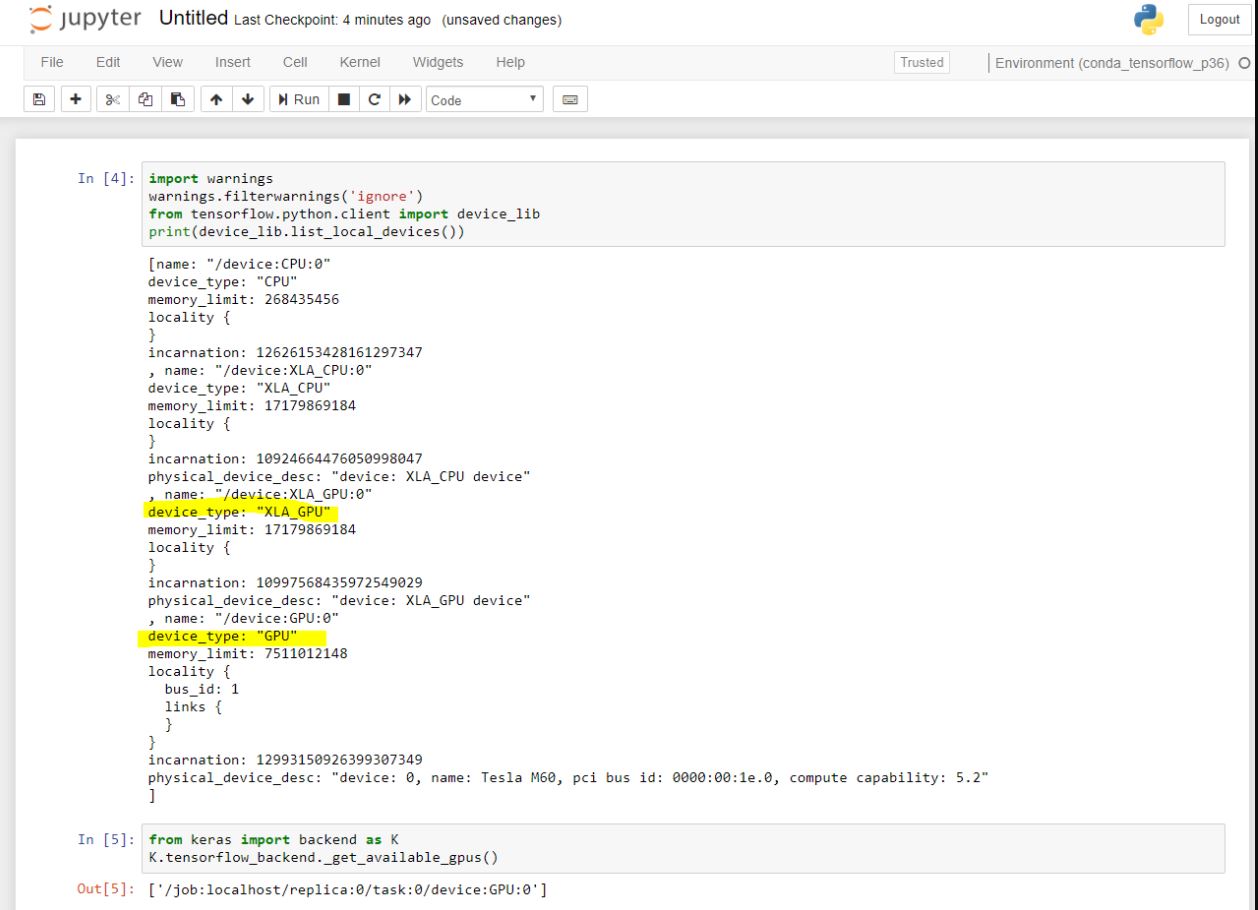 jupyter Untitled Last Checkpoint: 4 minutes ago (unsaved changes) Logout
File Edit View Insert Cell Kernel Widgets Help Trusted Environment (conda_tensorflow_p36)
Run Code
In [4]: import warnings
warnings.filterwarnings('ignore')
from tensorflow.python.client import device_lib
print(device_lib.list_local_devices())
[name: "/device:CPU:0"
device_type: "CPU"
memory_limit: 268435456
locality {
}
incarnation: 12626153428161297347
, name: "/device:XLA_CPU:0"
device_type: "XLA_CPU"
memory_limit: 17179869184
locality {
}
incarnation: 10924664476050998047
physical_device_desc: "device: XLA_CPU device"
, name: "/device:XLA_GPU:0"
device_type: "XLA_GPU"
memory_limit: 17179869184
locality {
}
incarnation: 10997568435972549029
physical_device_desc: "device: XLA_GPU device"
, name: "/device:GPU:0"
device_type: "GPU"
memory_limit: 7511012148
locality {
  bus_id: 1
  links {
  }
}
incarnation: 12993150926399307349
physical_device_desc: "device: 0, name: Tesla M60, pci bus id: 0000:00:1e.0, compute capability: 5.2"
]
In [5]: from keras import backend as K
K.tensorflow_backend._get_available_gpus()
Out[5]: ['/job:localhost/replica:0/task:0/device:GPU:0']